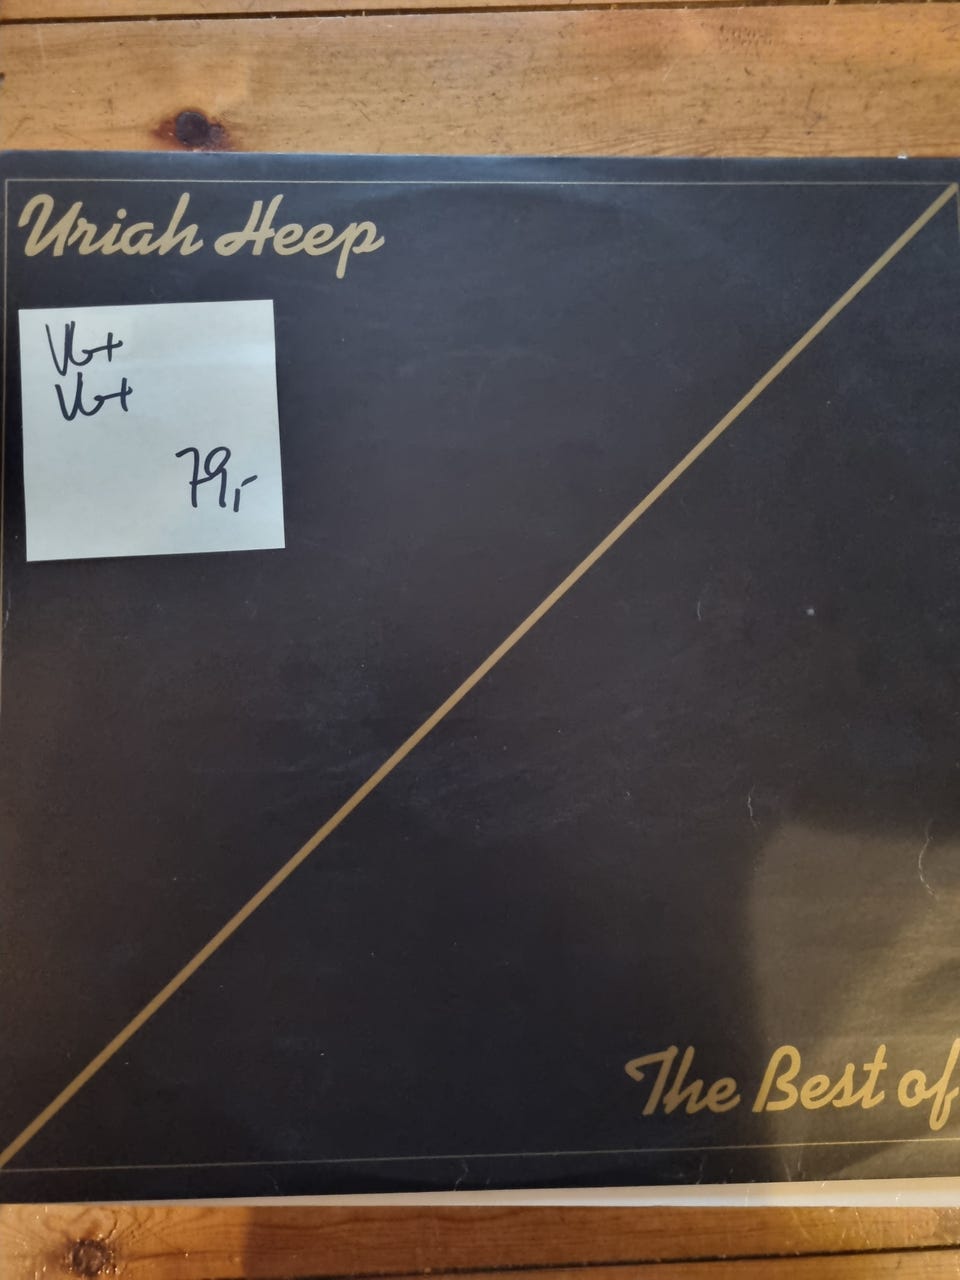 Uriah Heep
VG+
VG+
79,-
The Best of